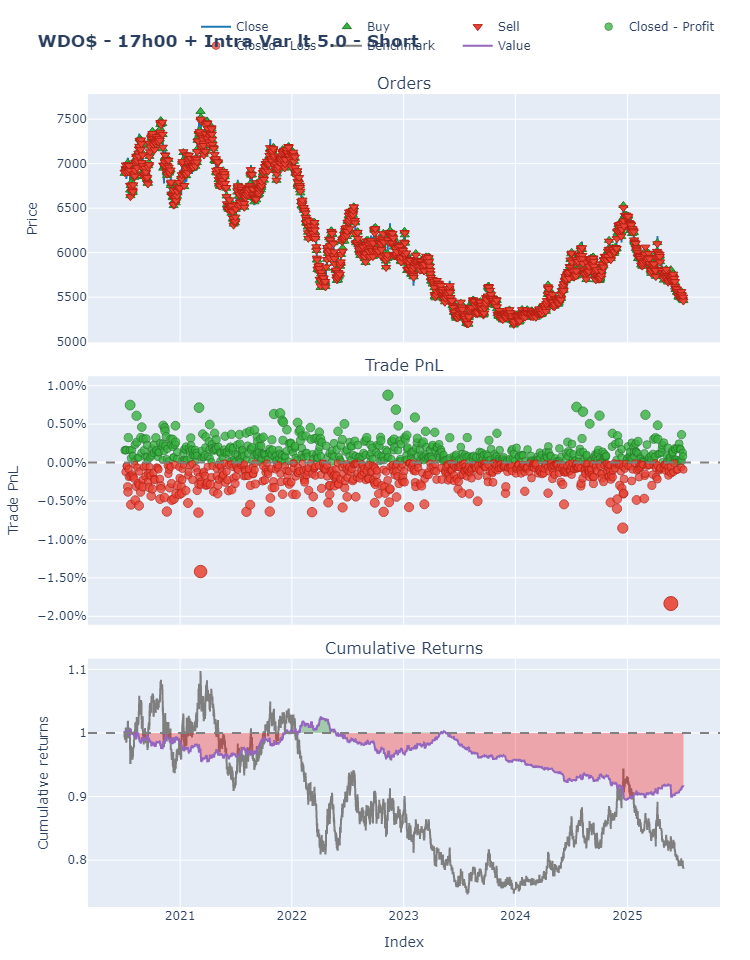 Close
Buy
Sell
Closed - Profit
WDO$ - 17h00 + Intra Var lt 5.0 - Short
Closed - Loss
Benchmark
Value
Orders
7500
7000
6500
6000
5500
5000
Price
Trade PnL
1.00%
0.50%
0.00%
−0.50%
−1.00%
−1.50%
−2.00%
Trade PnL
Cumulative Returns
1.1
1
0.9
0.8
Cumulative returns
2021
2022
2023
2024
2025
Index